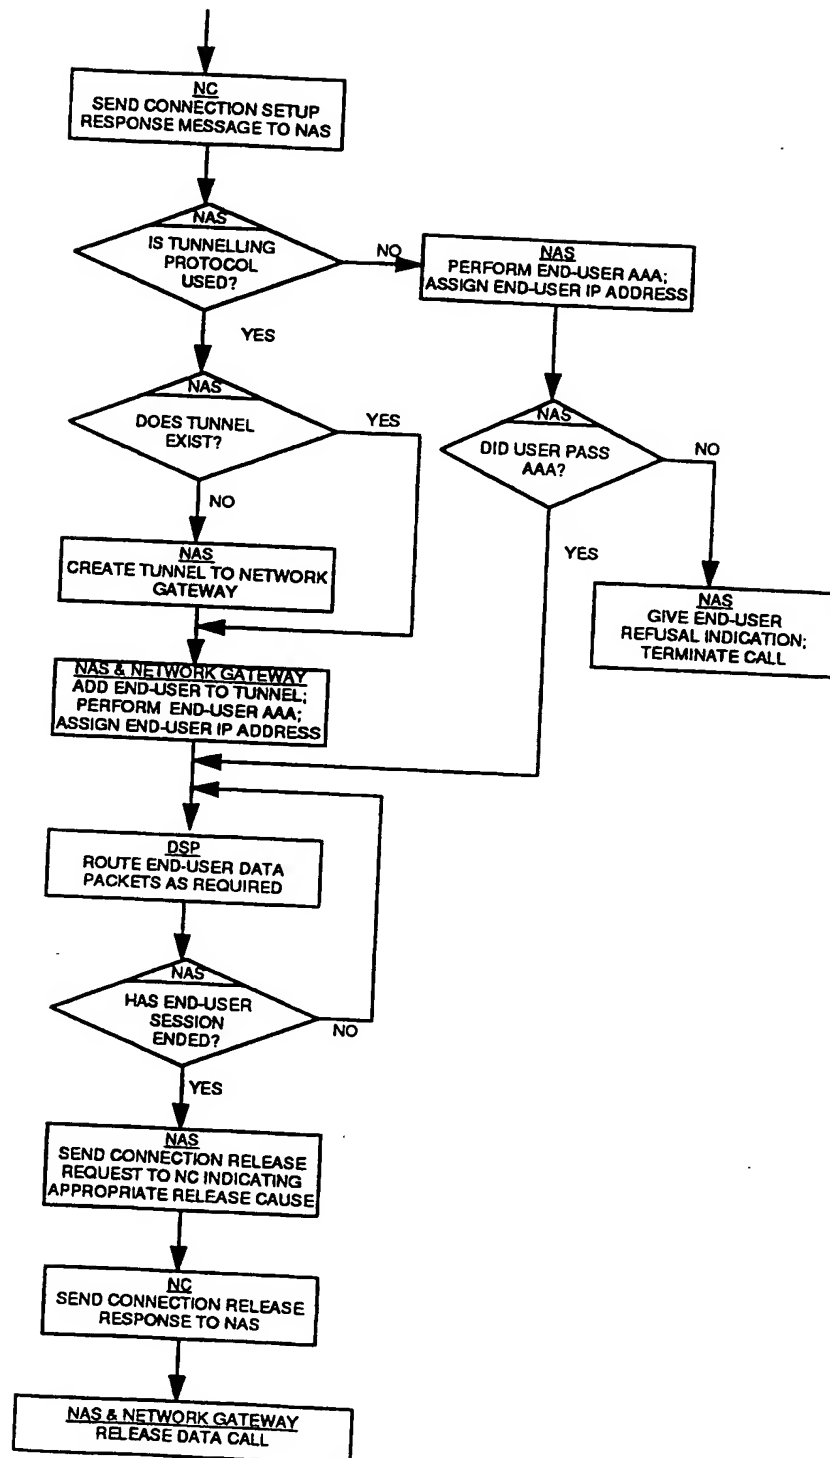 NC
SEND CONNECTION SETUP
RESPONSE MESSAGE TO NAS
NAS
IS TUNNELLING
PROTOCOL
USED?
NO
NAS
PERFORM END-USER AAA;
ASSIGN END-USER IP ADDRESS
YES
NAS
DOES TUNNEL
EXIST?
YES
NAS
DID USER PASS
AAA?
NO
NO
YES
NAS
CREATE TUNNEL TO NETWORK
GATEWAY
NAS
GIVE END-USER
REFUSAL INDICATION;
TERMINATE CALL
NAS & NETWORK GATEWAY
ADD END-USER TO TUNNEL;
PERFORM END-USER AAA;
ASSIGN END-USER IP ADDRESS
DSP
ROUTE END-USER DATA
PACKETS AS REQUIRED
NAS
HAS END-USER
SESSION
ENDED?
NO
YES
NAS
SEND CONNECTION RELEASE
REQUEST TO NC INDICATING
APPROPRIATE RELEASE CAUSE
NC
SEND CONNECTION RELEASE
RESPONSE TO NAS
NAS & NETWORK GATEWAY
RELEASE DATA CALL